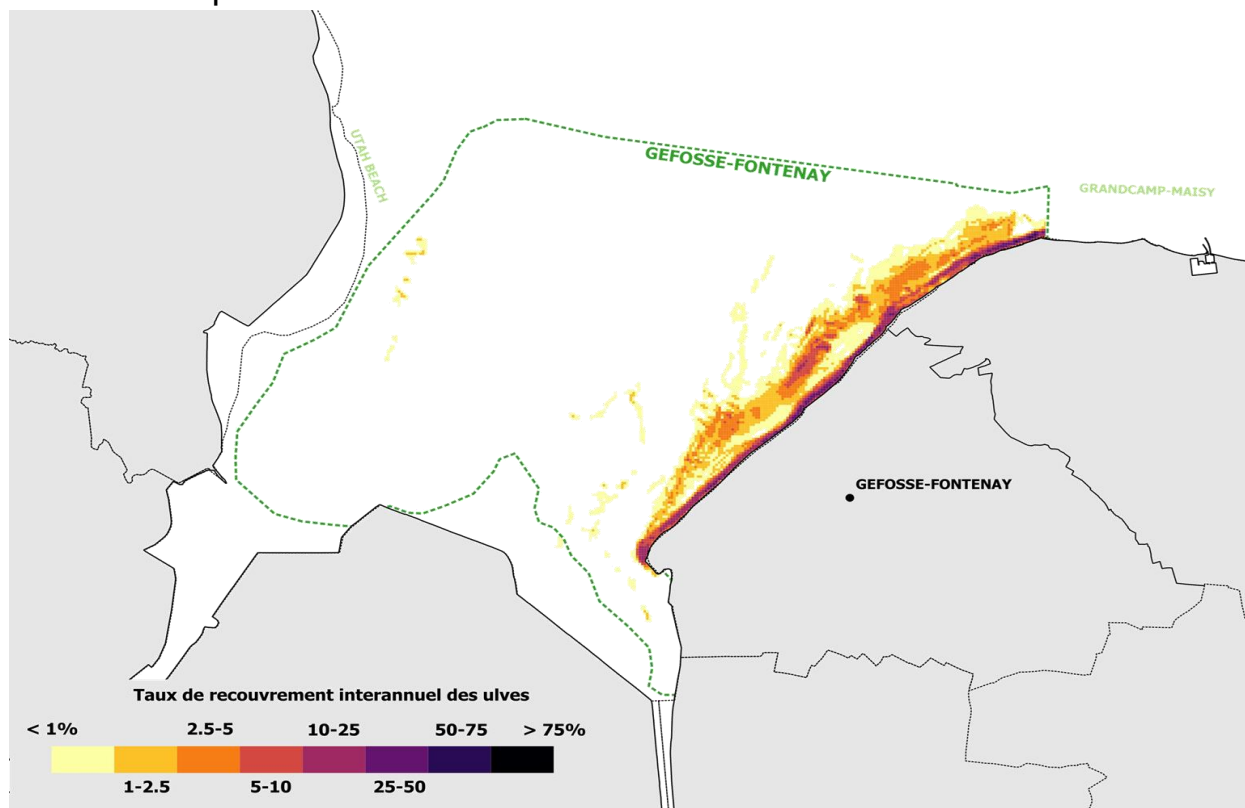 UTAH BEACH
GEFOSSE-FONTENAY
GRANDCAMP-MAISY
GEFOSSE-FONTENAY
Taux de recouvrement interannuel des ulves
< 1% 2.5-5 10-25 50-75 > 75%
1-2.5 5-10 25-50